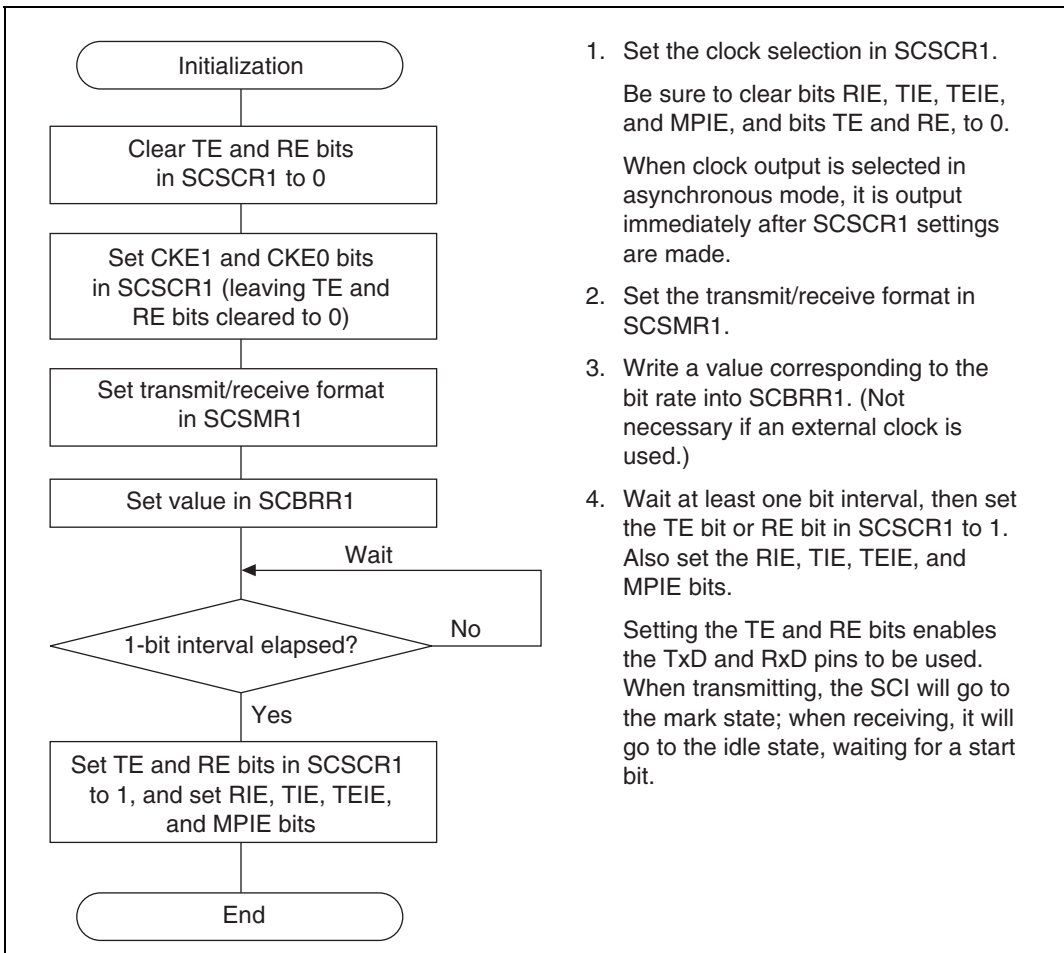 Initialization
Clear TE and RE bits
in SCSCR1 to 0
Set CKE1 and CKE0 bits
in SCSCR1 (leaving TE and
RE bits cleared to 0)
Set transmit/receive format
in SCSMR1
Set value in SCBRR1
Wait
1-bit interval elapsed?
No
Yes
Set TE and RE bits in SCSCR1
to 1, and set RIE, TIE, TEIE,
and MPIE bits
End
1. Set the clock selection in SCSCR1.
Be sure to clear bits RIE, TIE, TEIE,
and MPIE, and bits TE and RE, to 0.
When clock output is selected in
asynchronous mode, it is output
immediately after SCSCR1 settings
are made.
2. Set the transmit/receive format in
SCSMR1.
3. Write a value corresponding to the
bit rate into SCBRR1. (Not
necessary if an external clock is
used.)
4. Wait at least one bit interval, then set
the TE bit or RE bit in SCSCR1 to 1.
Also set the RIE, TIE, TEIE, and
MPIE bits.
Setting the TE and RE bits enables
the TxD and RxD pins to be used.
When transmitting, the SCI will go to
the mark state; when receiving, it will
go to the idle state, waiting for a start
bit.